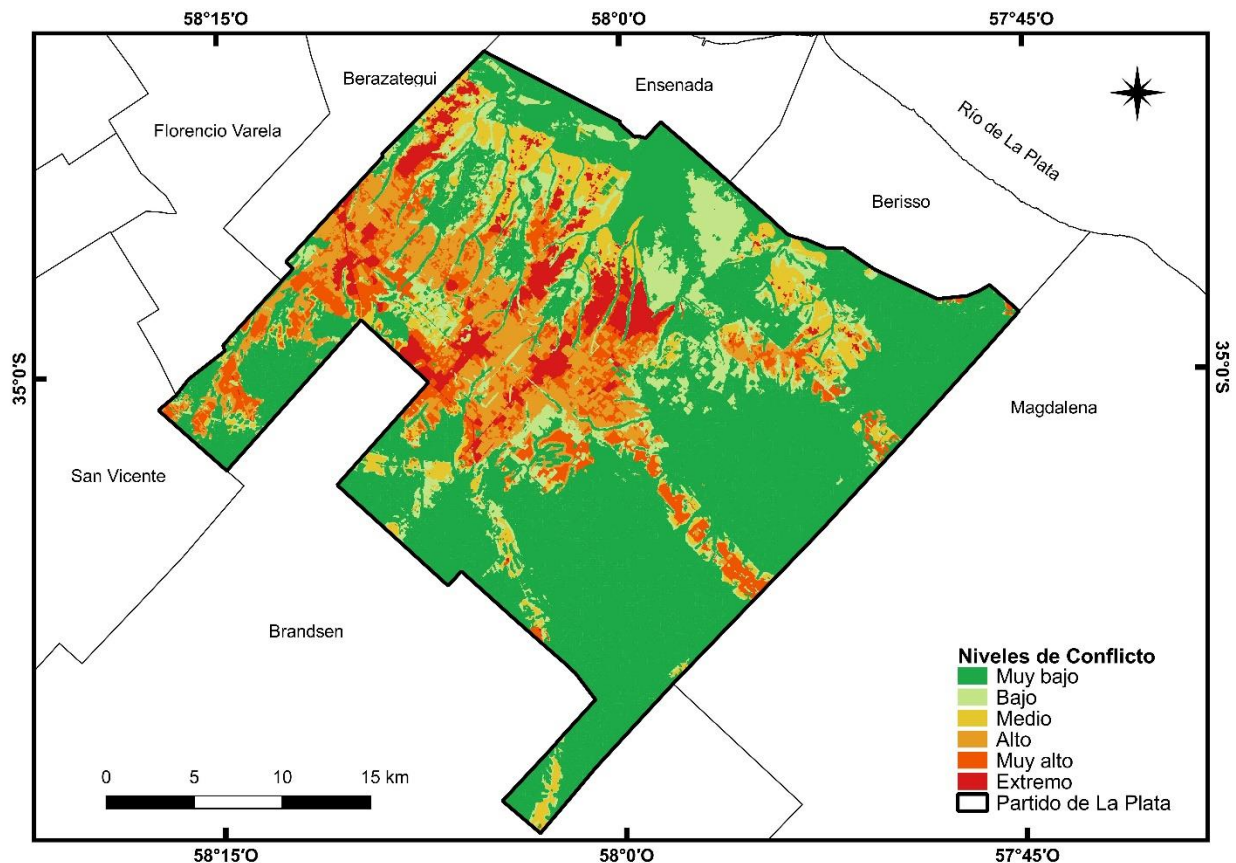 58°15'O
58°0'O
57°45'O
Berazategui
Ensenada
Florencio Varela
Río de La Plata
Berisso
35°0'S
35°0'S
Magdalena
San Vicente
Brandsen
Niveles de Conflicto
Muy bajo
Bajo
Medio
Alto
Muy alto
Extremo
Partido de La Plata
0 5 10 15 km
58°15'O
58°0'O
57°45'O